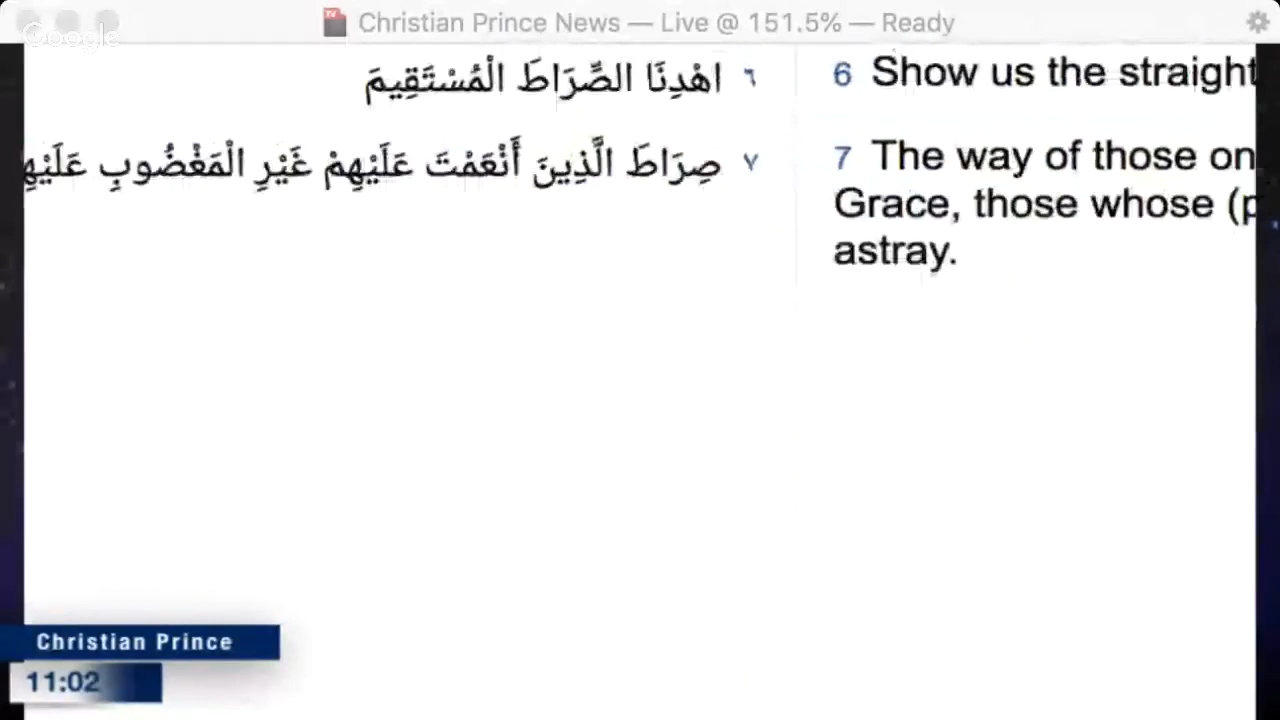 Christian Prince News — Live @ 151.5% — Ready
Google
اهْدِنَا الصِّرَاطَ الْمُسْتَقِيمَ ٦
6 Show us the straight
صِرَاطَ الَّذِينَ أَنْعَمْتَ عَلَيْهِمْ غَيْرِ الْمَغْضُوبِ ٧
7 The way of those on
Grace, those whose
astray.
Christian Prince
11:02